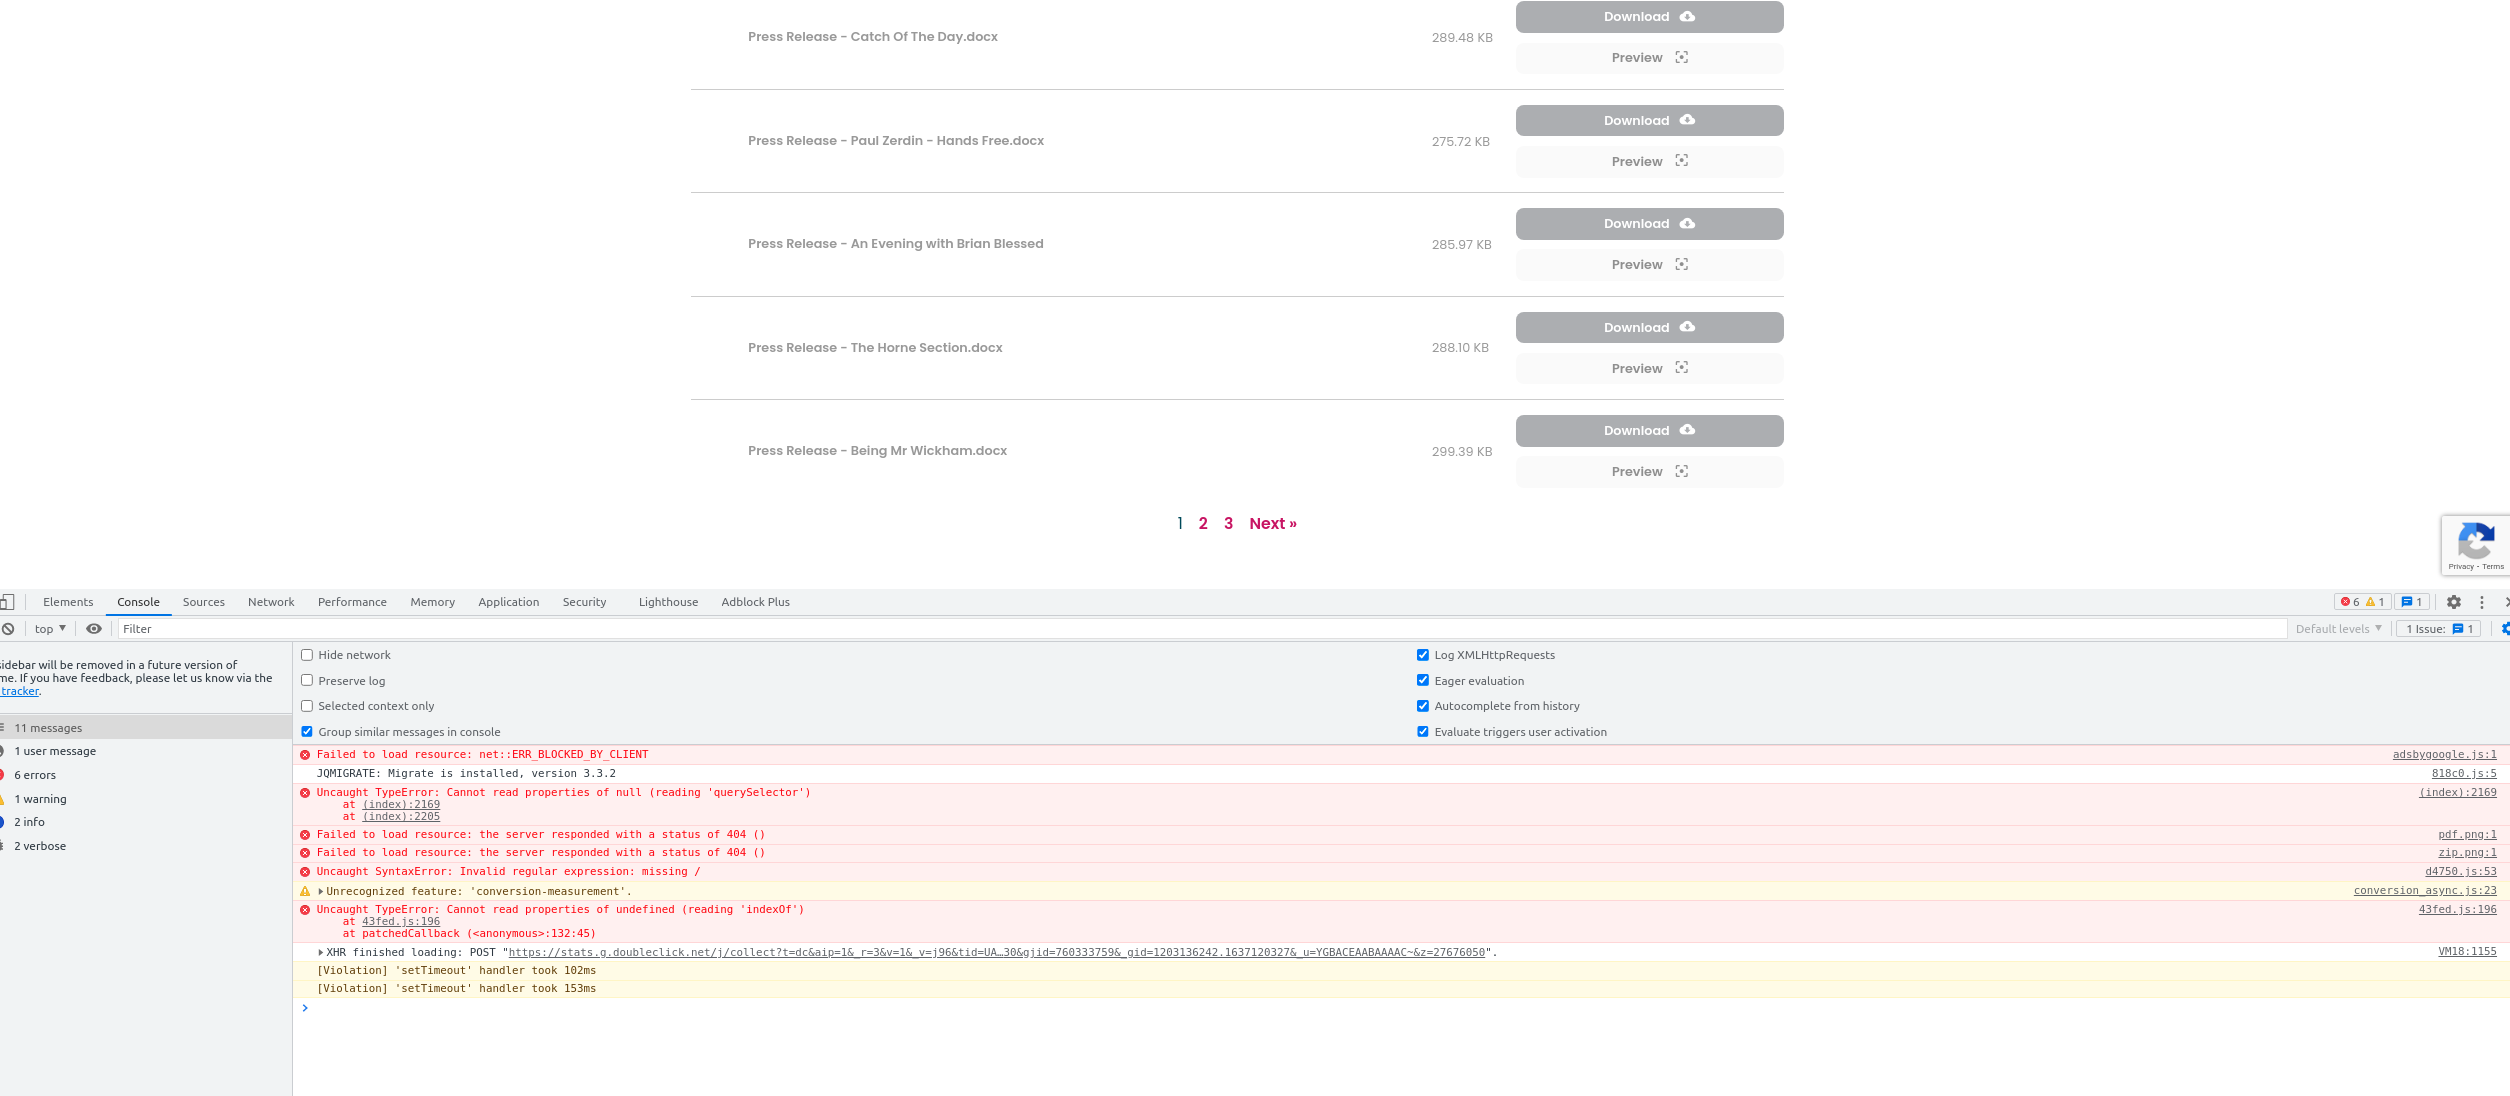 Download
Press Release - Catch Of The Day.docx
289.48 KB
Preview
Download
Press Release - Paul Zerdin - Hands Free.docx
275.72 KB
Preview
Download
Press Release - An Evening with Brian Blessed
285.97 KB
Preview
Download
Press Release - The Horne Section.docx
288.10 KB
Preview
Download
Press Release - Being Mr Wickham.docx
299.39 KB
Preview
1 2 3 Next »
Privacy - Terms
Elements Console Sources Network Performance Memory Application Security Lighthouse Adblock Plus 6 1 1
top Filter Default levels 1 Issue: 1
sidebar will be removed in a future version of
me. If you have feedback, please let us know via the
tracker.
11 messages
1 user message
6 errors
1 warning
2 info
2 verbose
Hide network Log XMLHttpRequests
Preserve log Eager evaluation
Selected context only Autocomplete from history
Group similar messages in console Evaluate triggers user activation
Failed to load resource: net::ERR_BLOCKED_BY_CLIENT adsbygoogle.js:1
JQMIGRATE: Migrate is installed, version 3.3.2 818c0.js:5
Uncaught TypeError: Cannot read properties of null (reading 'querySelector') (index):2169
at (index):2169
at (index):2205
Failed to load resource: the server responded with a status of 404 () pdf.png:1
Failed to load resource: the server responded with a status of 404 () zip.png:1
Uncaught SyntaxError: Invalid regular expression: missing / d4750.js:53
Unrecognized feature: 'conversion-measurement'. conversion_async.js:23
Uncaught TypeError: Cannot read properties of undefined (reading 'indexOf') 43fed.js:196
at 43fed.js:196
at patchedCallback (<anonymous>:132:45)
XHR finished loading: POST "https://stats.g.doubleclick.net/j/collect?t=dc&aip=1&_r=3&v=1&_v=j96&tid=UA…30&gjid=760333759&_gid=1203136242.1637120327&_u=YGBACEAABAAAAC~&z=27676050". VM18:1155
[Violation] 'setTimeout' handler took 102ms
[Violation] 'setTimeout' handler took 153ms